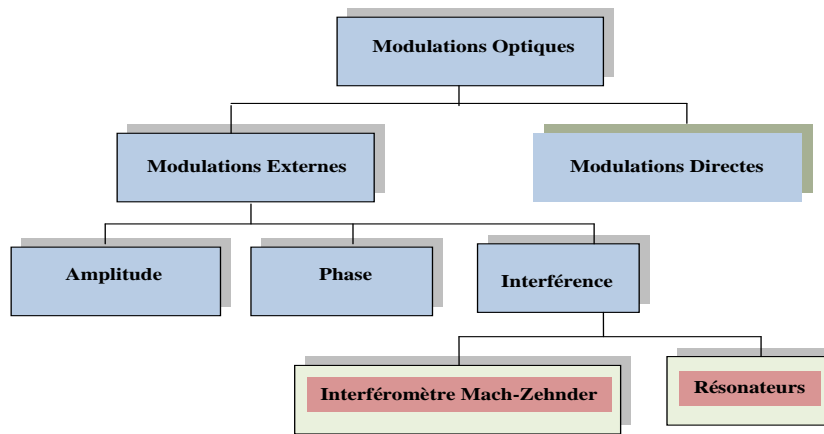 Modulations Optiques
Modulations Externes
Modulations Directes
Amplitude
Phase
Interférence
Interféromètre Mach-Zehnder
Résonateurs